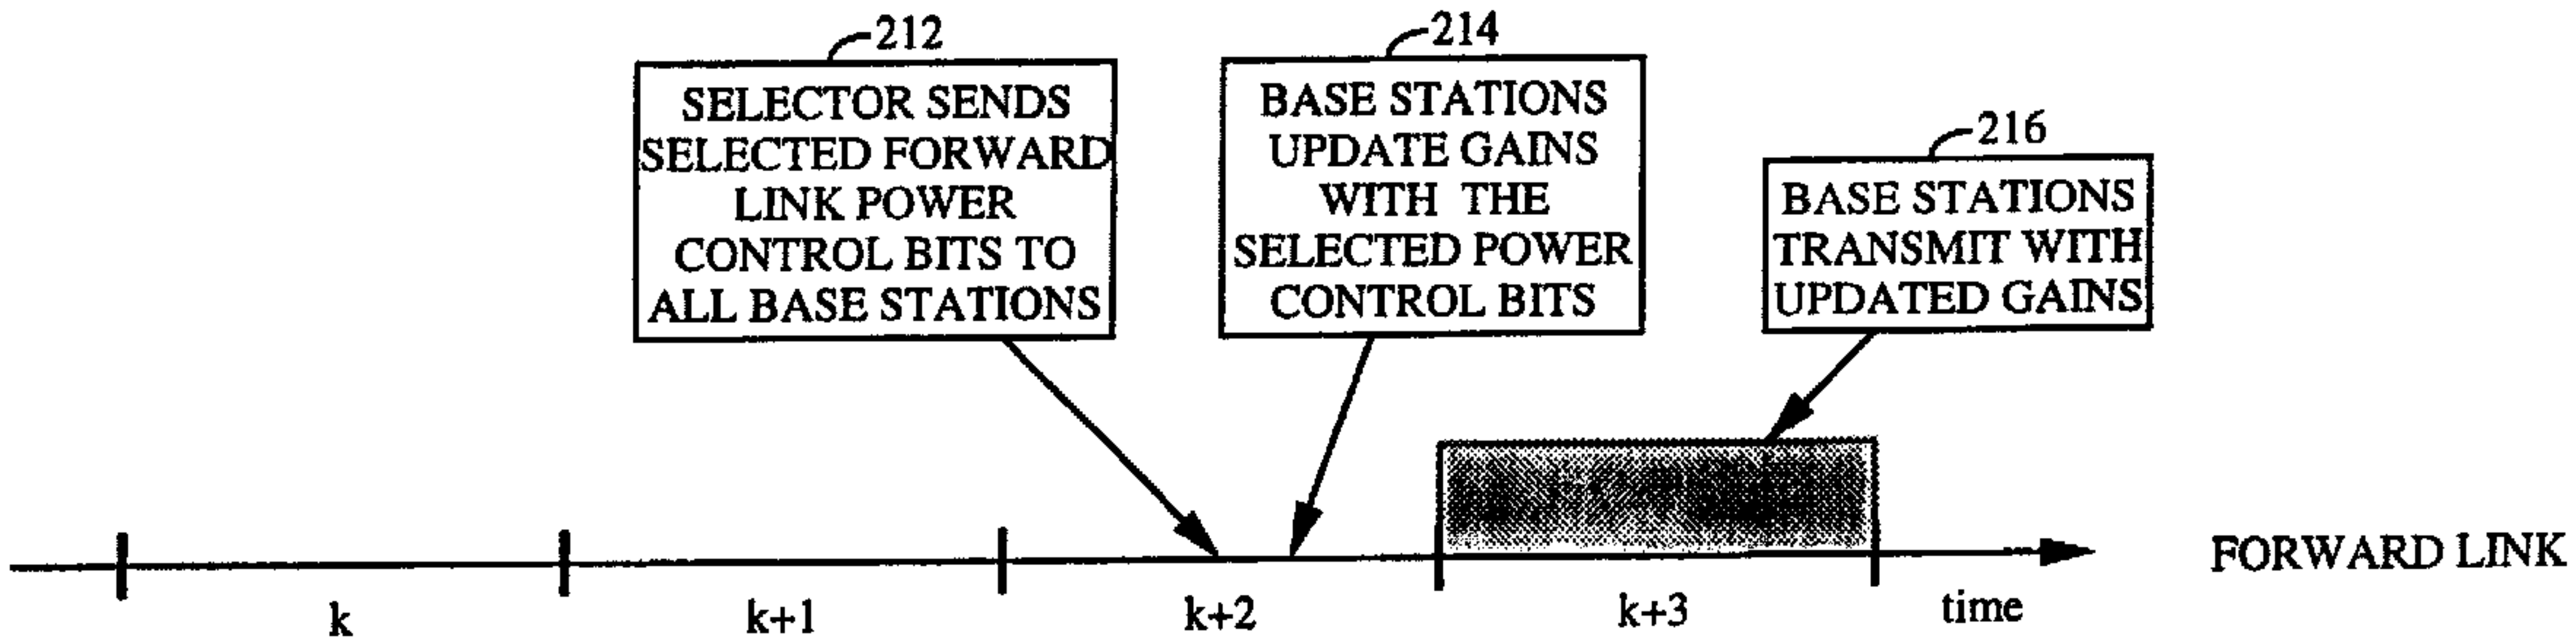 212
SELECTOR SENDS
SELECTED FORWARD
LINK POWER
CONTROL BITS TO
ALL BASE STATIONS
214
BASE STATIONS
UPDATE GAINS
WITH THE
SELECTED POWER
CONTROL BITS
216
BASE STATIONS
TRANSMIT WITH
UPDATED GAINS
FORWARD LINK
k
k+1
k+2
k+3
time